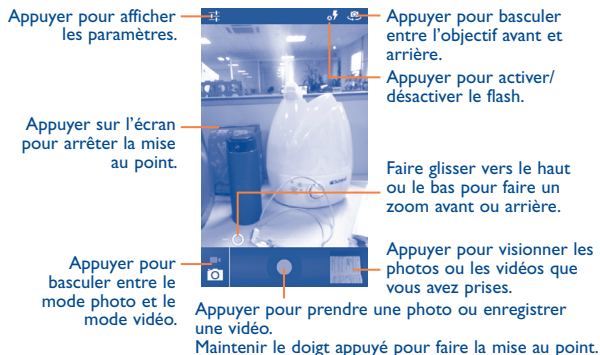 Appuyer pour afficher
les paramètres.
Appuyer pour basculer
entre l'objectif avant et
arrière.
Appuyer pour activer/
désactiver le flash.
Appuyer sur l'écran
pour arrêter la mise
au point.
Faire glisser vers le haut
ou le bas pour faire un
zoom avant ou arrière.
Appuyer pour
basculer entre le
mode photo et le
mode vidéo.
Appuyer pour visionner les
photos ou les vidéos que
vous avez prises.
Appuyer pour prendre une photo ou enregistrer
une vidéo.
Maintenir le doigt appuyé pour faire la mise au point.